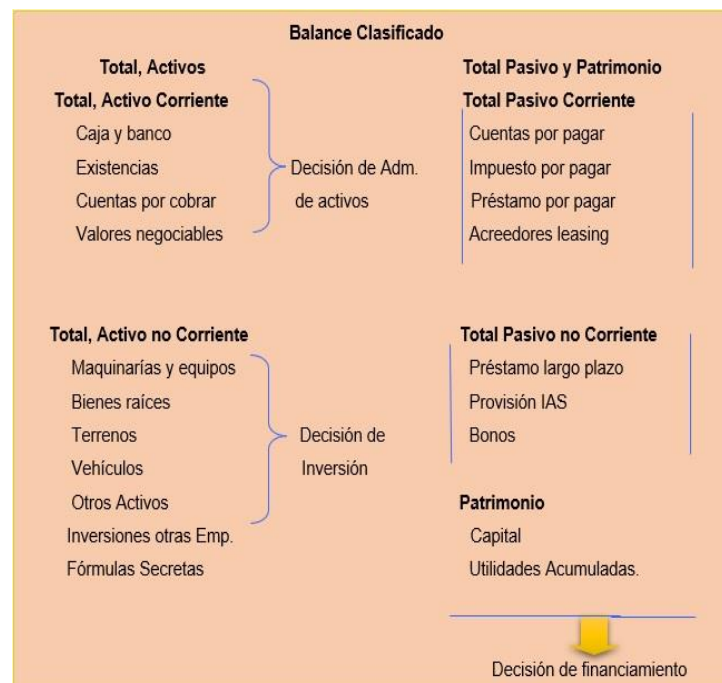 Balance Clasificado
Total, Activos
Total, Activo Corriente
Caja y banco
Existencias
Cuentas por cobrar
Valores negociables
Decisión de Adm.
de activos
Total Pasivo y Patrimonio
Total Pasivo Corriente
Cuentas por pagar
Impuesto por pagar
Préstamo por pagar
Acreedores leasing
Total, Activo no Corriente
Maquinarías y equipos
Bienes raíces
Terrenos
Vehículos
Otros Activos
Inversiones otras Emp.
Fórmulas Secretas
Decisión de
Inversión
Total Pasivo no Corriente
Préstamo largo plazo
Provisión IAS
Bonos
Patrimonio
Capital
Utilidades Acumuladas.
Decisión de financiamiento